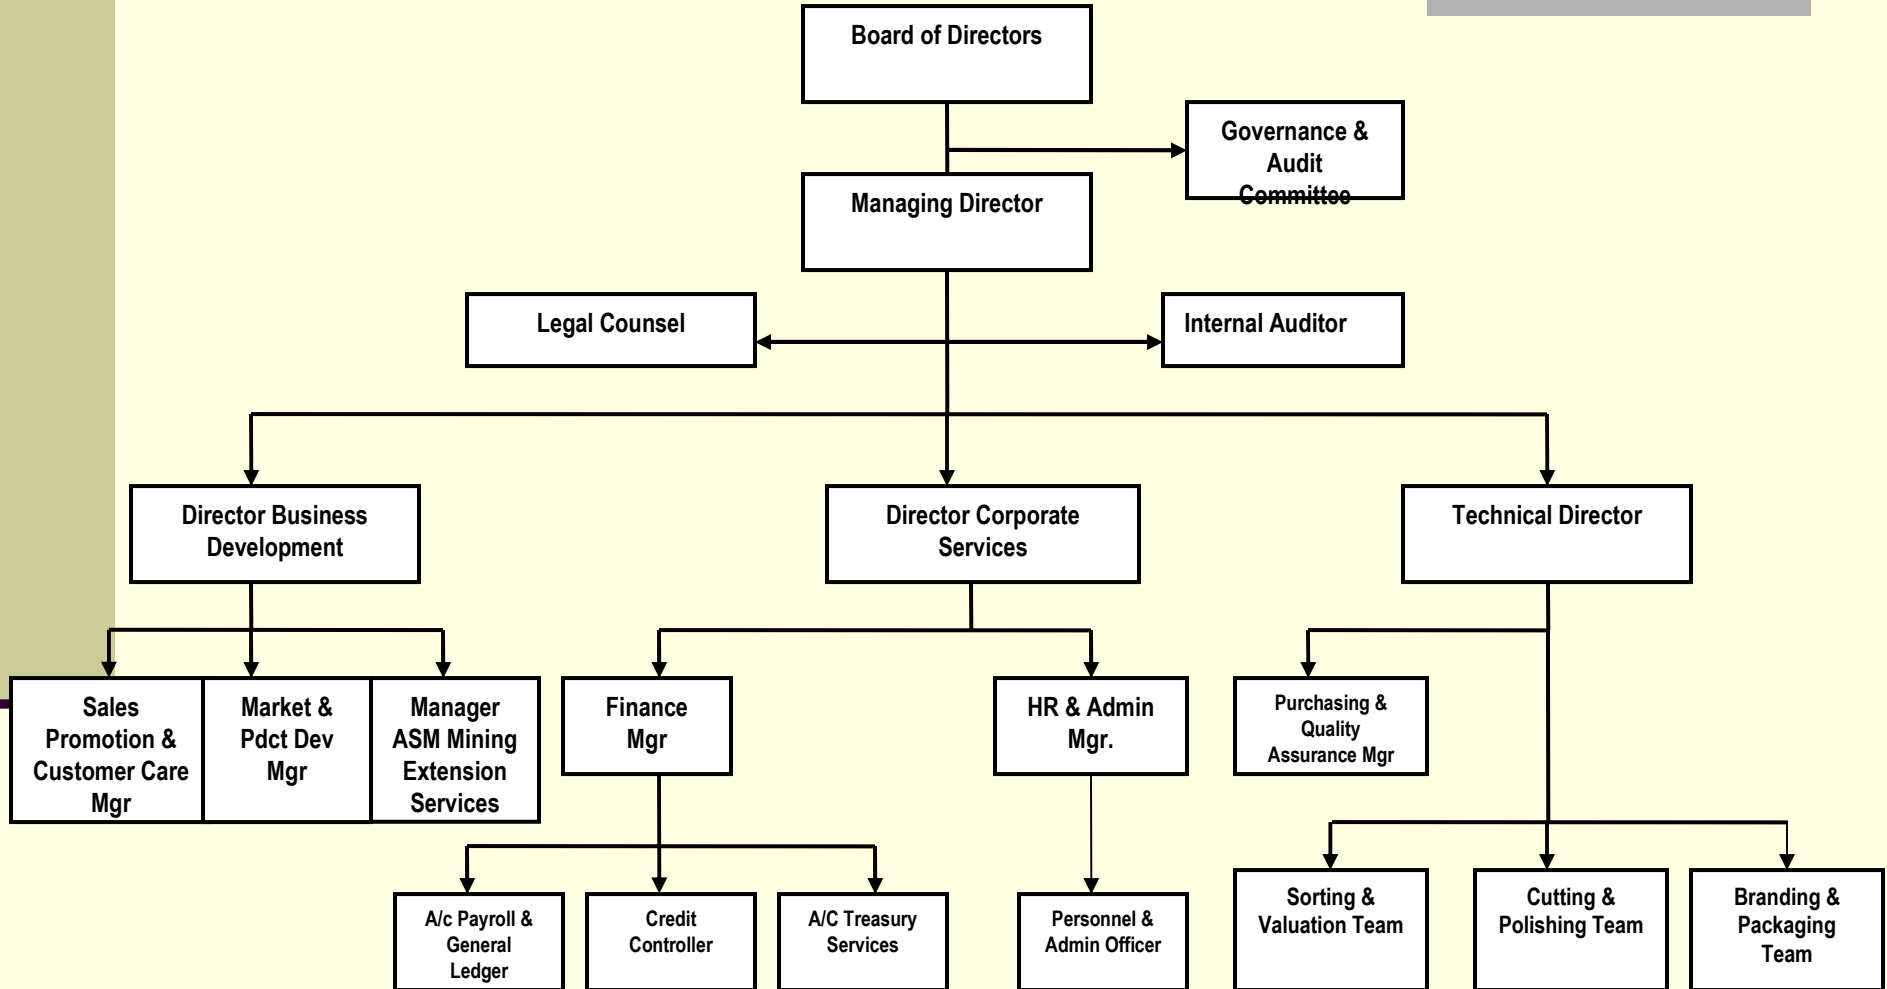 Board of Directors
Governance &
Audit
Committee
Managing Director
Legal Counsel
Internal Auditor
Director Business
Development
Director Corporate
Services
Technical Director
Sales
Promotion &
Customer Care
Mgr
Market &
Pdct Dev
Mgr
Manager
ASM Mining
Extension
Services
Finance
Mgr
HR & Admin
Mgr.
Purchasing &
Quality
Assurance Mgr
A/c Payroll &
General
Ledger
Credit
Controller
A/C Treasury
Services
Personnel &
Admin Officer
Sorting &
Valuation Team
Cutting &
Polishing Team
Branding &
Packaging
Team